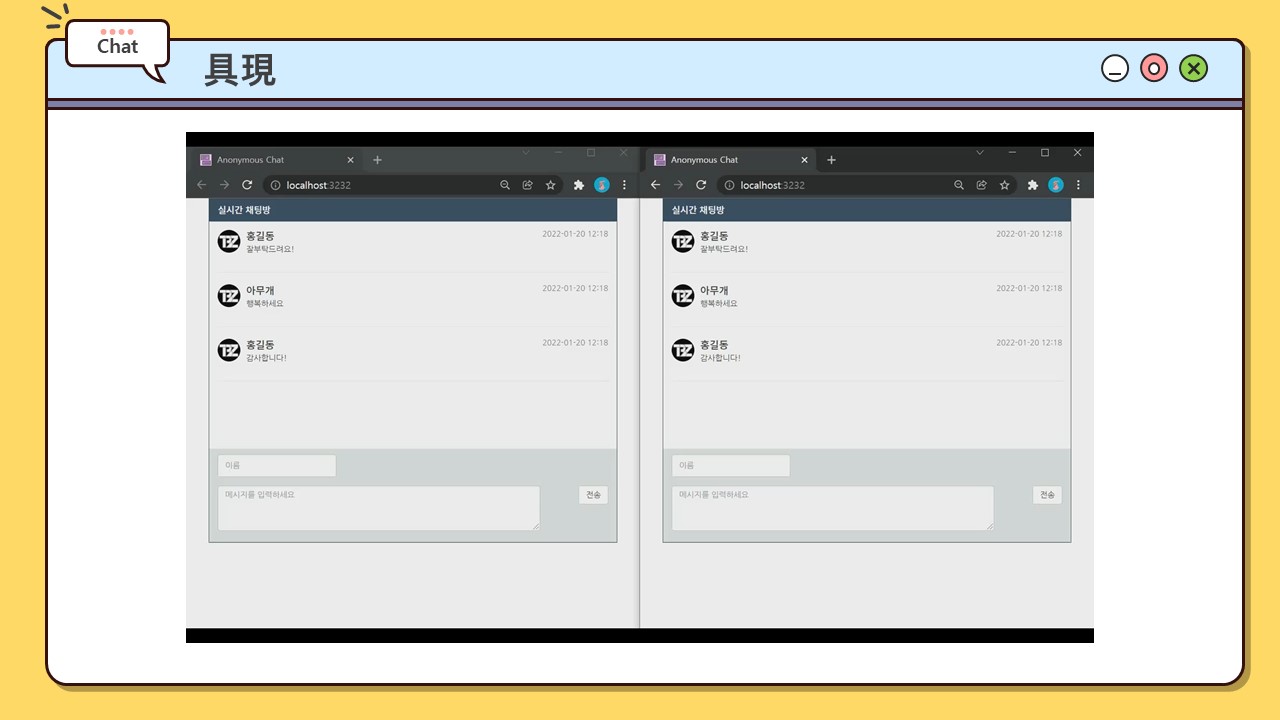 Chat
具現
Anonymous Chat
localhost:3232
실시간 채팅방
홍길동
2022-01-20 12:18
잘부탁드려요!
아무개
2022-01-20 12:18
행복하세요
홍길동
2022-01-20 12:18
감사합니다!
이름
메시지를 입력하세요
전송
Anonymous Chat
localhost:3232
실시간 채팅방
홍길동
2022-01-20 12:18
잘부탁드려요!
아무개
2022-01-20 12:18
행복하세요
홍길동
2022-01-20 12:18
감사합니다!
이름
메시지를 입력하세요
전송